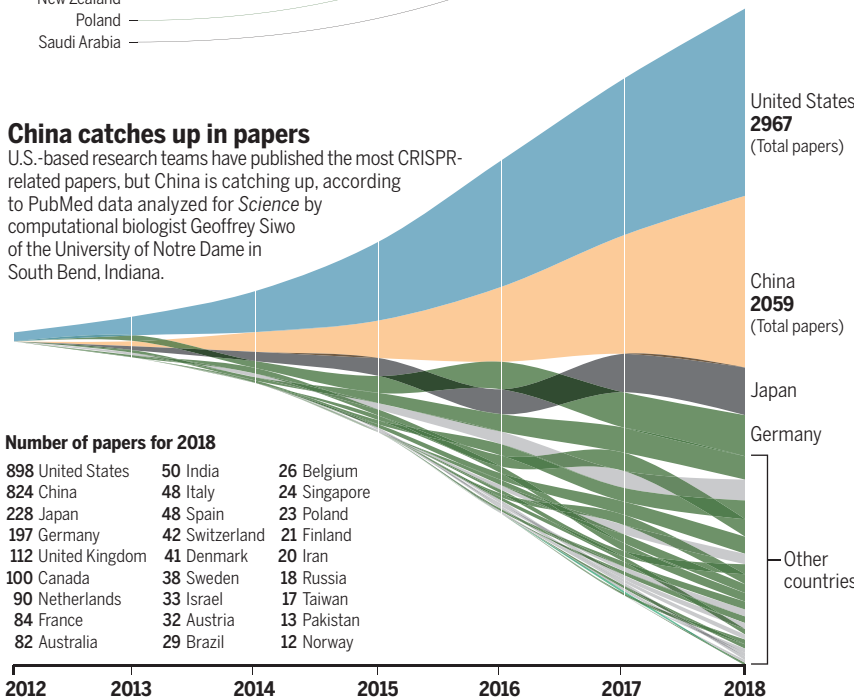 New Zealand
Poland
Saudi Arabia
China catches up in papers
U.S.-based research teams have published the most CRISPR-
related papers, but China is catching up, according
to PubMed data analyzed for Science by
computational biologist Geoffrey Siwo
of the University of Notre Dame in
South Bend, Indiana.
United States
2967
(Total papers)
China
2059
(Total papers)
Japan
Germany
Other
countries
Number of papers for 2018
898 United States
824 China
228 Japan
197 Germany
112 United Kingdom
100 Canada
90 Netherlands
84 France
82 Australia
50 India
48 Italy
48 Spain
42 Switzerland
41 Denmark
38 Sweden
33 Israel
32 Austria
29 Brazil
26 Belgium
24 Singapore
23 Poland
21 Finland
20 Iran
18 Russia
17 Taiwan
13 Pakistan
12 Norway
2012 2013 2014 2015 2016 2017 2018